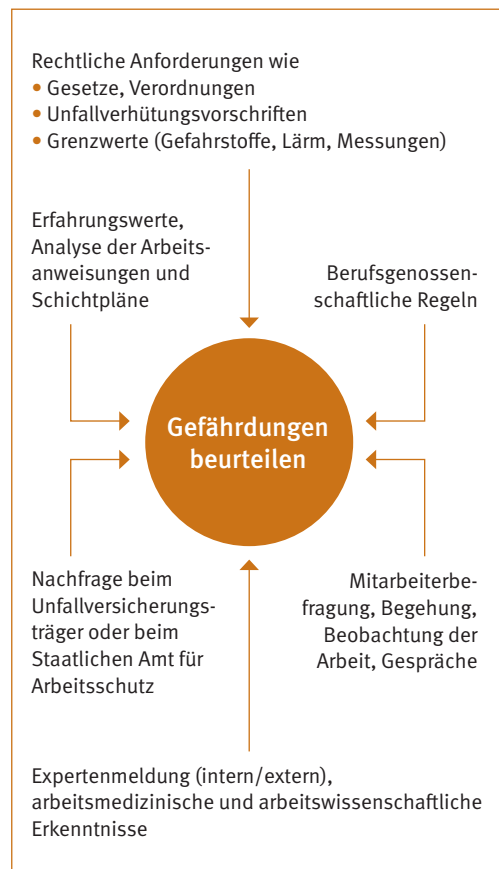 Rechtliche Anforderungen wie
• Gesetze, Verordnungen
• Unfallverhütungsvorschriften
• Grenzwerte (Gefahrstoffe, Lärm, Messungen)
Erfahrungswerte,
Analyse der Arbeits-
anweisungen und
Schichtpläne
Berufsgenossen-
schaftliche Regeln
Gefährdungen
beurteilen
Nachfrage beim
Unfallversicherungs-
träger oder beim
Staatlichen Amt für
Arbeitsschutz
Mitarbeiterbe-
fragung, Begehung,
Beobachtung der
Arbeit, Gespräche
Expertenmeldung (intern/extern),
arbeitsmedizinische und arbeitswissenschaftliche
Erkenntnisse